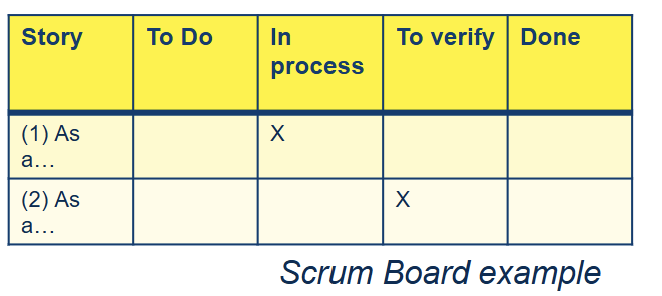 Story To Do In process To verify Done
(1) As a… X
(2) As a… X
Scrum Board example